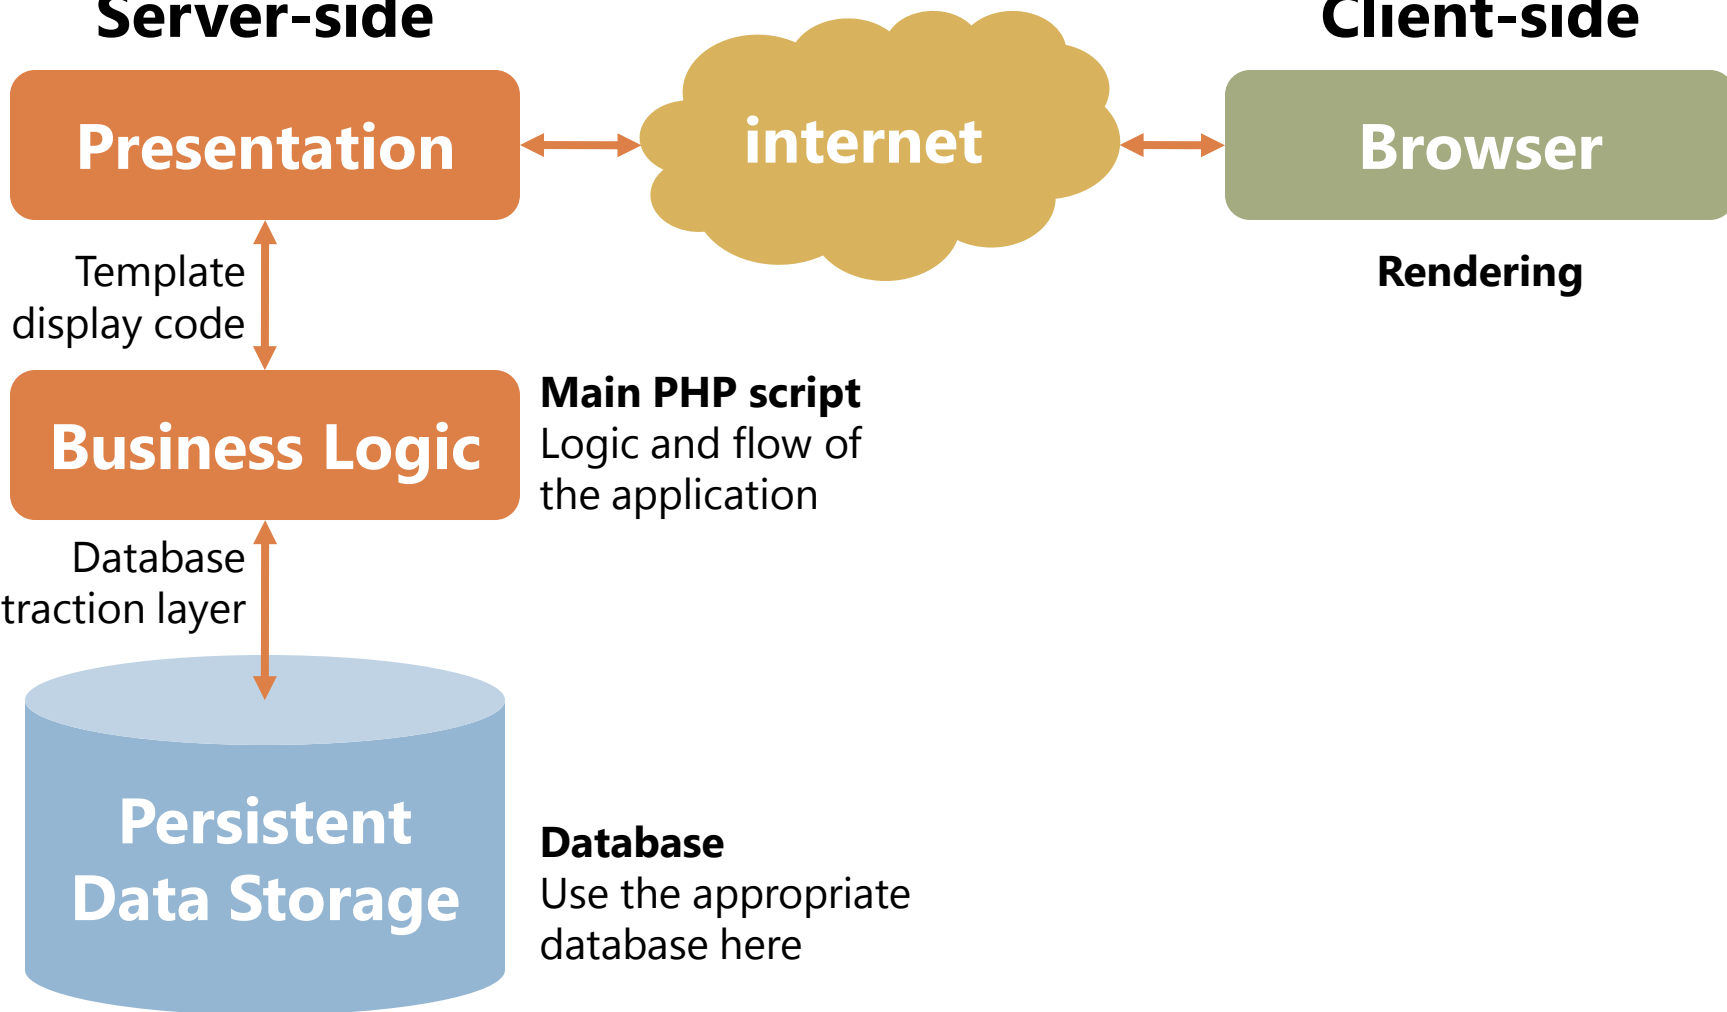 Server-side
Client-side
Presentation
internet
Browser
Template
display code
Rendering
Business Logic
Main PHP script
Logic and flow of
the application
Database
traction layer
Persistent
Data Storage
Database
Use the appropriate
database here